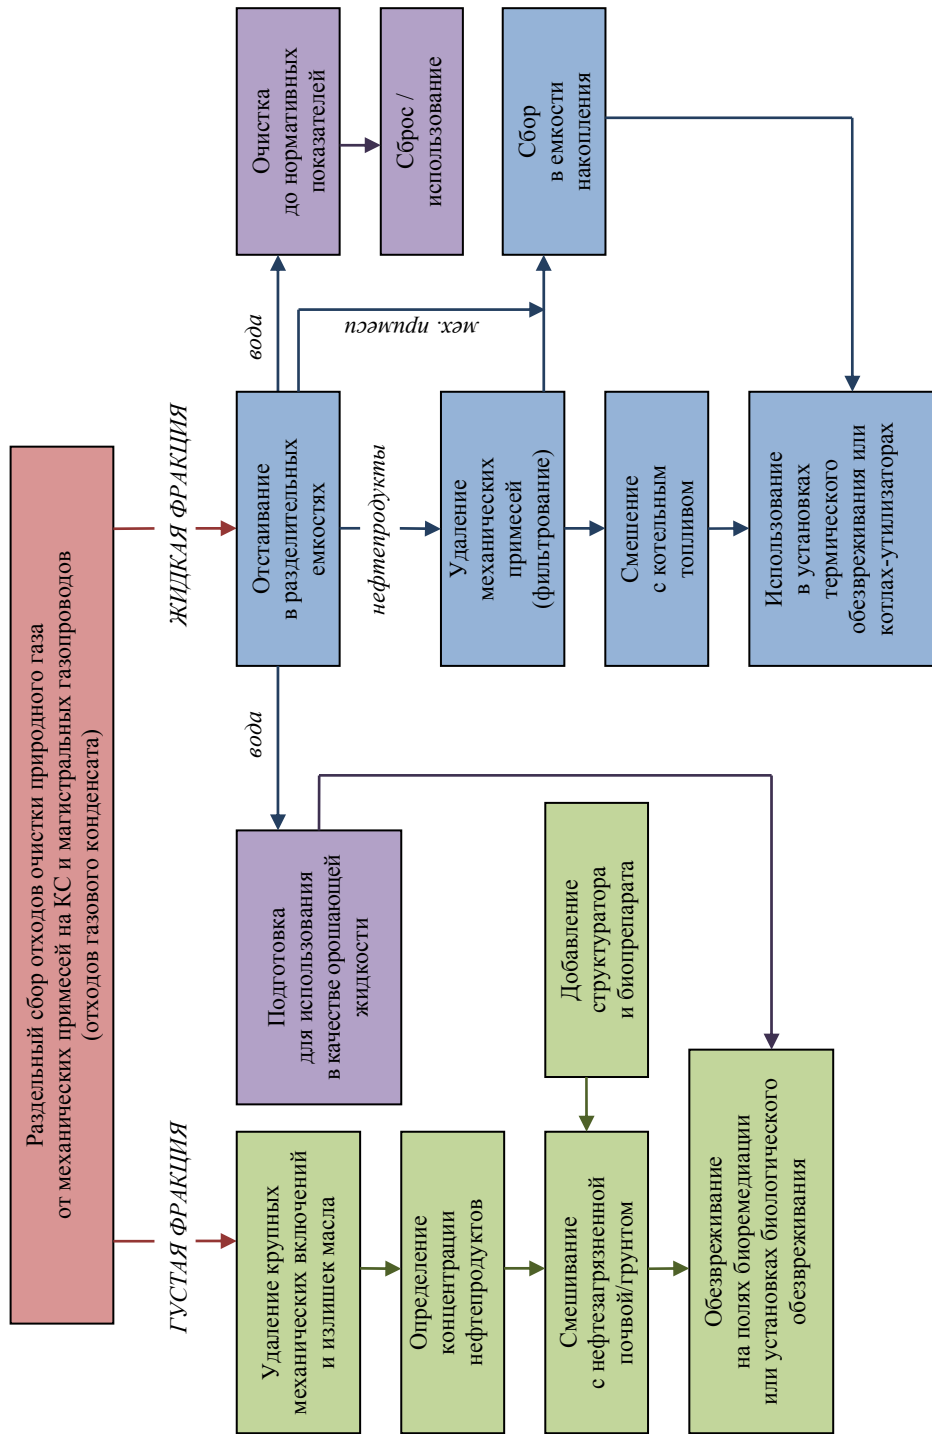 Раздельный сбор отходов очистки природного газа
от механических примесей на КС и магистральных газопроводов
(отходов газового конденсата)
ГУСТАЯ ФРАКЦИЯ
ЖИДКАЯ ФРАКЦИЯ
Удаление крупных
механических включений
и излишек масла
Определение
концентрации
нефтепродуктов
Смешивание
с нефтезагрязненной
почвой/грунтом
Добавление
структуратора
и биопрепарата
Обезвреживание
на полях биоремедиации
или установках биологического
обезвреживания
Подготовка
для использования
в качестве орошающей
жидкости
вода
Отстаивание
в разделительных
емкостях
вода
Очистка
до нормативных
показателей
Сброс /
использование
мех. примеси
нефтепродукты
Удаление
механических
примесей
(фильтрование)
Сбор
в емкости
накопления
Смешение
с котельным
топливом
Использование
в установках
термического
обезвреживания или
котлах-утилизаторах